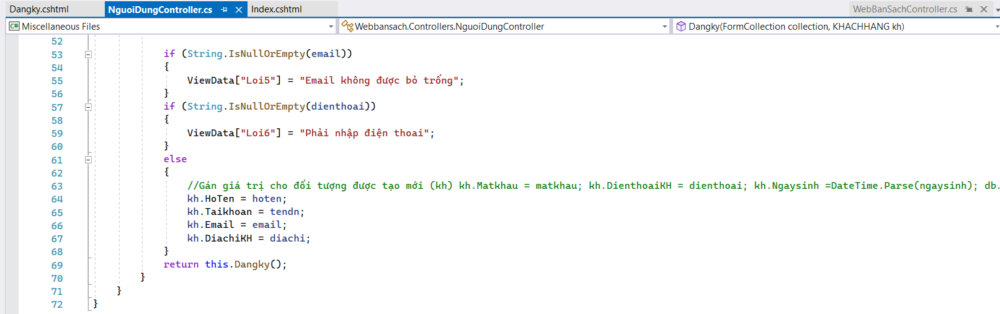 Dangky.cshtml NguoiDungController.cs Index.cshtml WebBanSachController.cs
C# Miscellaneous Files Webbansach.Controllers.NguoiDungController Dangky(FormCollection collection, KHACHHANG kh)
52
53 if (String.IsNullOrEmpty(email))
54 {
55 ViewData["Loi5"] = "Email không được bỏ trống";
56 }
57 if (String.IsNullOrEmpty(dienthoai))
58 {
59 ViewData["Loi6"] = "Phải nhập điện thoai";
60 }
61 else
62 {
63 //Gán giá trị cho đối tượng được tạo mới (kh) kh.Matkhau = matkhau; kh.DienthoaiKH = dienthoai; kh.Ngaysinh =DateTime.Parse(ngaysinh); db.
64 kh.HoTen = hoten;
65 kh.Taikhoan = tendn;
66 kh.Email = email;
67 kh.DiachiKH = diachi;
68 }
69 return this.Dangky();
70 }
71 }
72 }